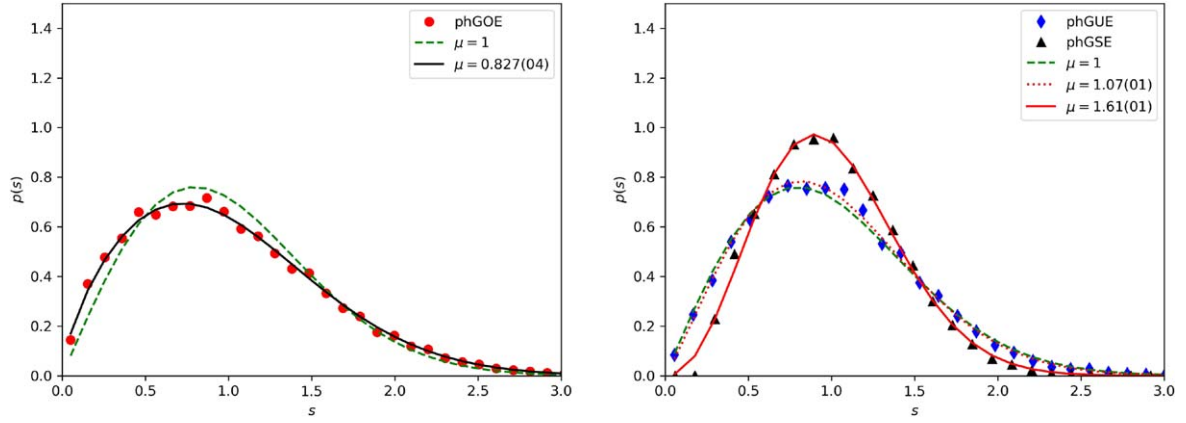 phGOE
μ = 1
μ = 0.827(04)
p(s)
1.4
1.2
1.0
0.8
0.6
0.4
0.2
0.0
0.0 0.5 1.0 1.5 2.0 2.5 3.0
s
phGUE
phGSE
μ = 1
μ = 1.07(01)
μ = 1.61(01)
p(s)
1.4
1.2
1.0
0.8
0.6
0.4
0.2
0.0
0.0 0.5 1.0 1.5 2.0 2.5 3.0
s